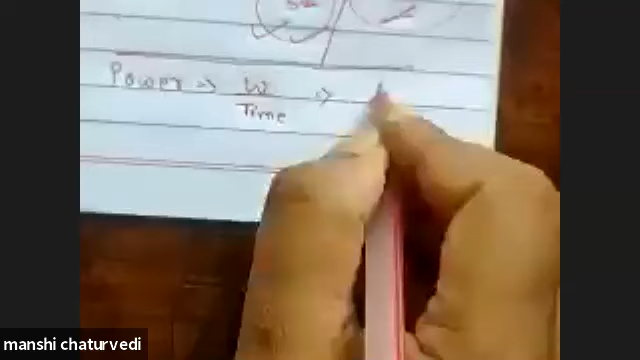 Power → W →
Time
manshi chaturvedi